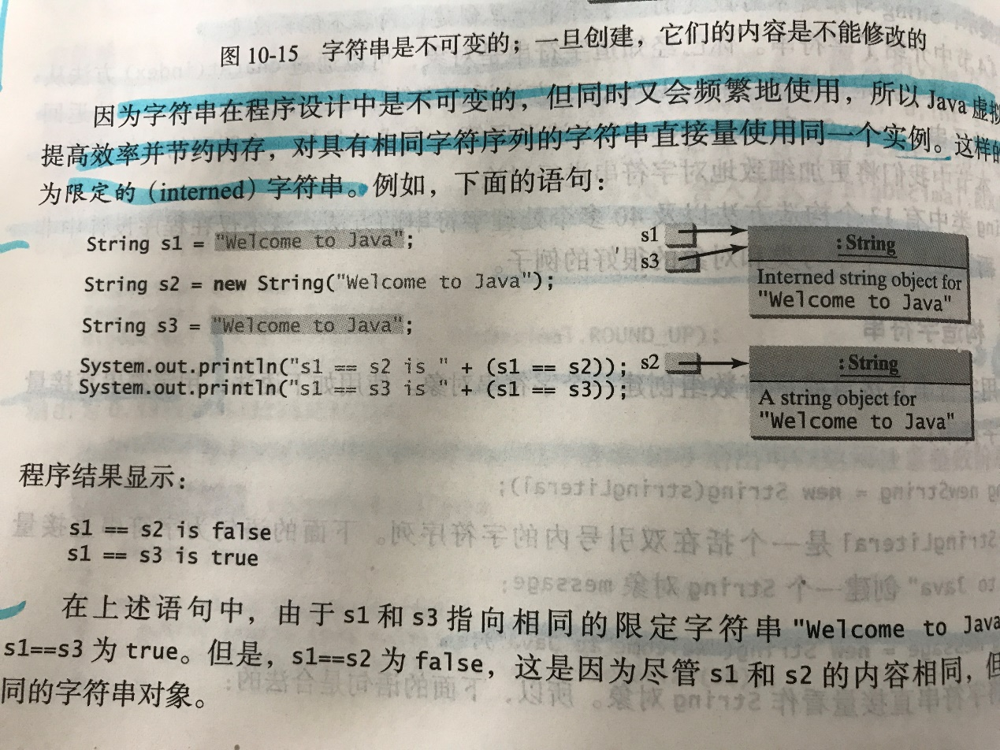 图 10-15 字符串是不可变的；一旦创建，它们的内容是不能修改的
因为字符串在程序设计中是不可变的，但同时又会频繁地使用，所以 Java 虚拟
提高效率并节约内存，对具有相同字符序列的字符串直接量使用同一个实例。这样的
为限定的（interned）字符串。例如，下面的语句：
String s1 = "Welcome to Java";
String s2 = new String("Welcome to Java");
String s3 = "Welcome to Java";
System.out.println("s1 == s2 is " + (s1 == s2));
System.out.println("s1 == s3 is " + (s1 == s3));
s1
s3
: String
Interned string object for
"Welcome to Java"
s2
: String
A string object for
"Welcome to Java"
程序结果显示：
s1 == s2 is false
s1 == s3 is true
在上述语句中，由于 s1 和 s3 指向相同的限定字符串 "Welcome to Java
s1==s3 为 true。但是，s1==s2 为 false，这是因为尽管 s1 和 s2 的内容相同，但
同的字符串对象。